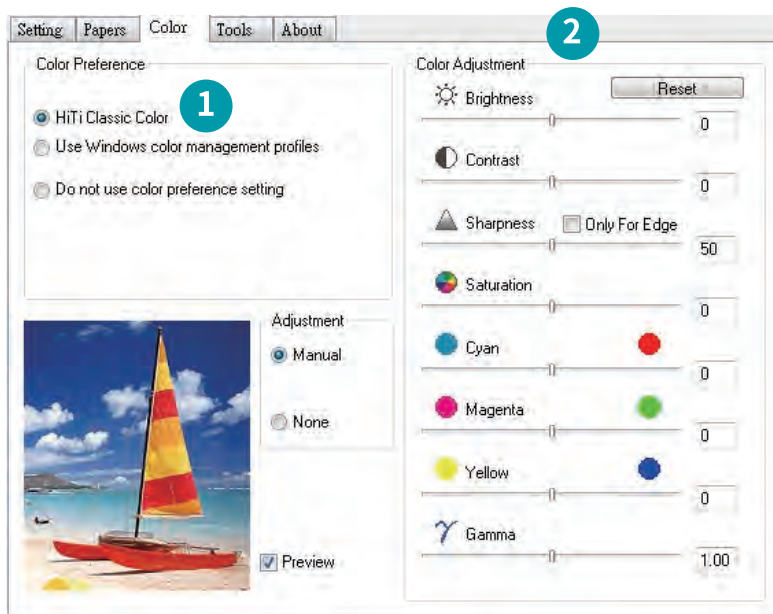 Setting Papers Color Tools About
Color Preference
1
HiTi Classic Color
Use Windows color management profiles
Do not use color preference setting
Adjustment
Manual
None
Preview
2
Color Adjustment
Reset
Brightness
0
Contrast
0
Sharpness Only For Edge
50
Saturation
0
Cyan
0
Magenta
0
Yellow
0
γ Gamma
1.00